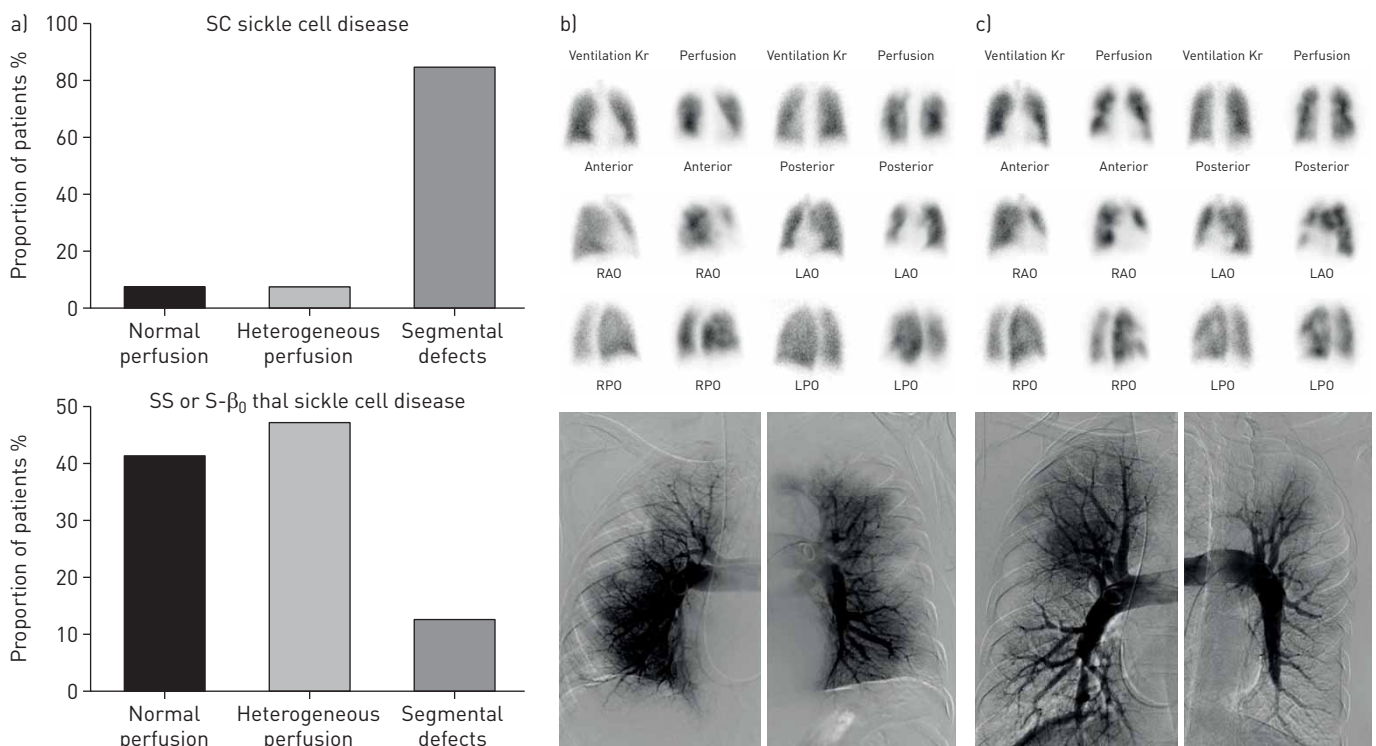 a)
SC sickle cell disease
Proportion of patients %
100
80
60
40
20
0
Normal
perfusion
Heterogeneous
perfusion
Segmental
defects
SS or S-β₀ thal sickle cell disease
Proportion of patients %
50
40
30
20
10
0
Normal
perfusion
Heterogeneous
perfusion
Segmental
defects
b)
Ventilation Kr Perfusion Ventilation Kr Perfusion
Anterior Anterior Posterior Posterior
RAO RAO LAO LAO
RPO RPO LPO LPO
c)
Ventilation Kr Perfusion Ventilation Kr Perfusion
Anterior Anterior Posterior Posterior
RAO RAO LAO LAO
RPO RPO LPO LPO